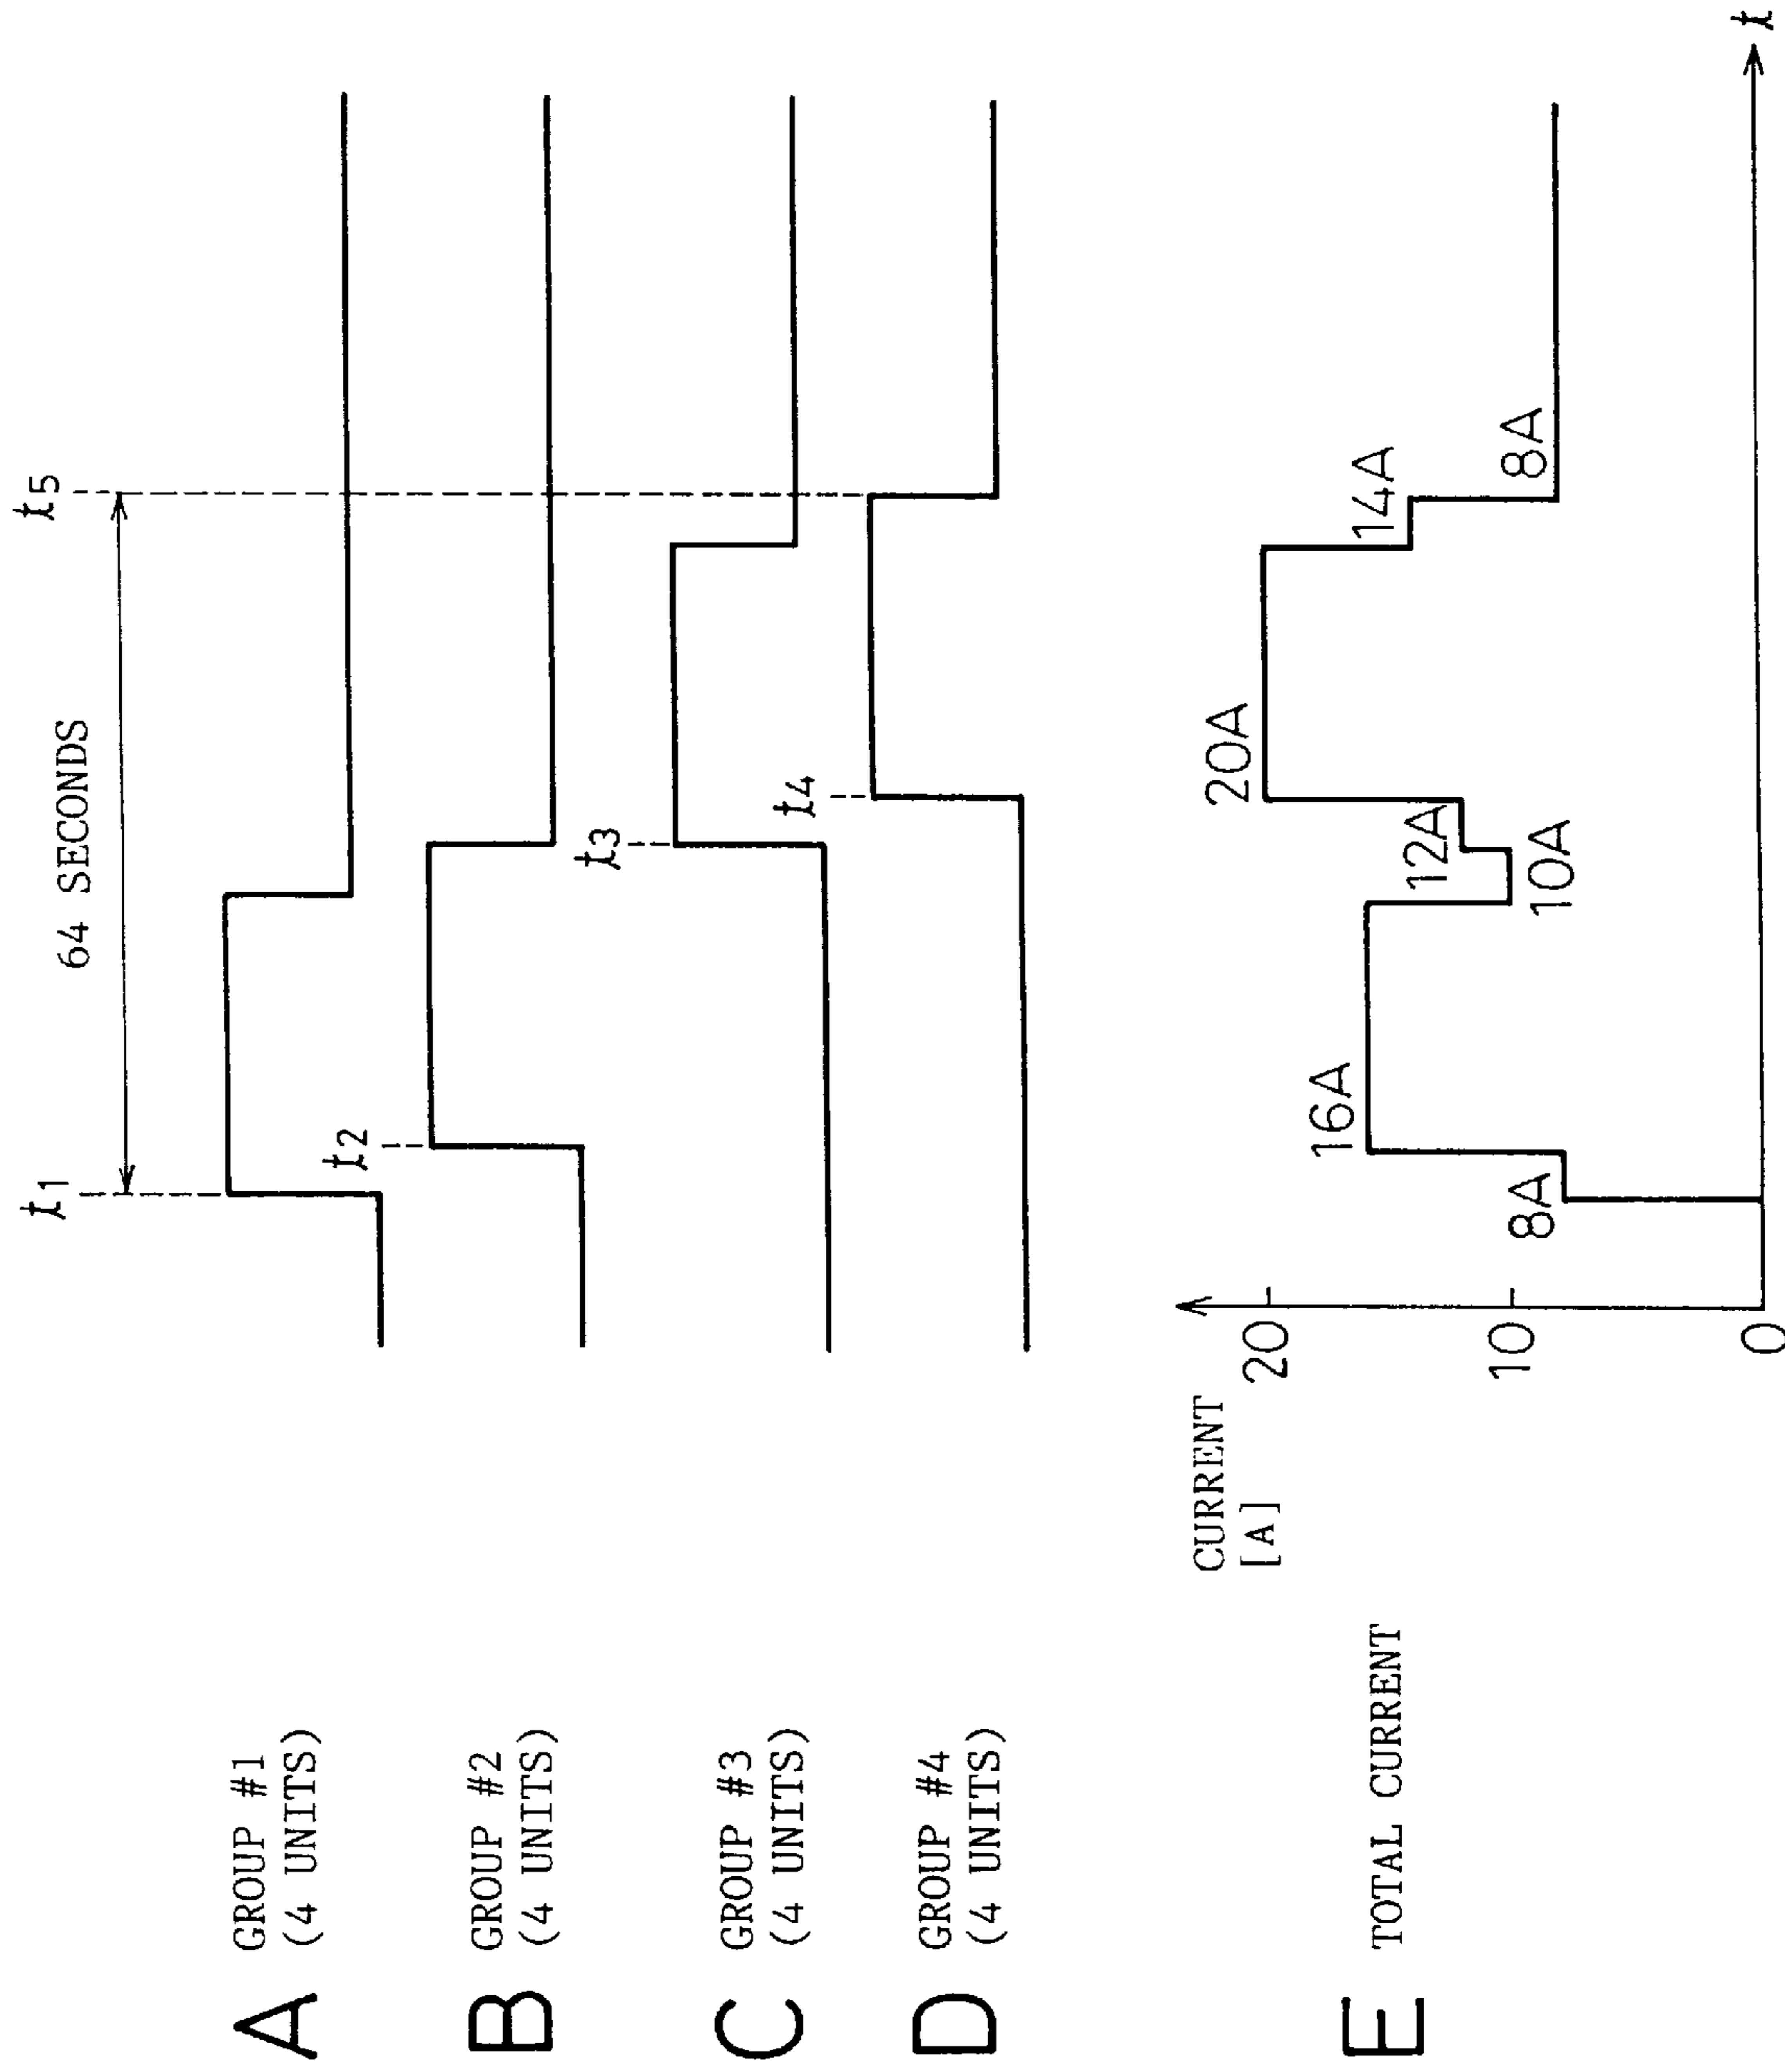 t1
t5
64 SECONDS
A GROUP #1
(4 UNITS)
t2
B GROUP #2
(4 UNITS)
t3
C GROUP #3
(4 UNITS)
t4
D GROUP #4
(4 UNITS)
CURRENT
[A]
20
10
0
E TOTAL CURRENT
8A
16A
10A
12A
20A
14A
8A
t